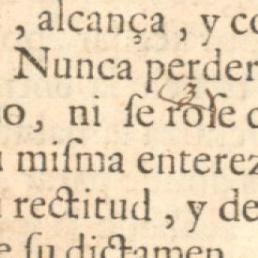 , alcança, y co
Nunca perder
o, ni ſe roſe c
miſma enterez
rectitud, y de
e ſu dictamen